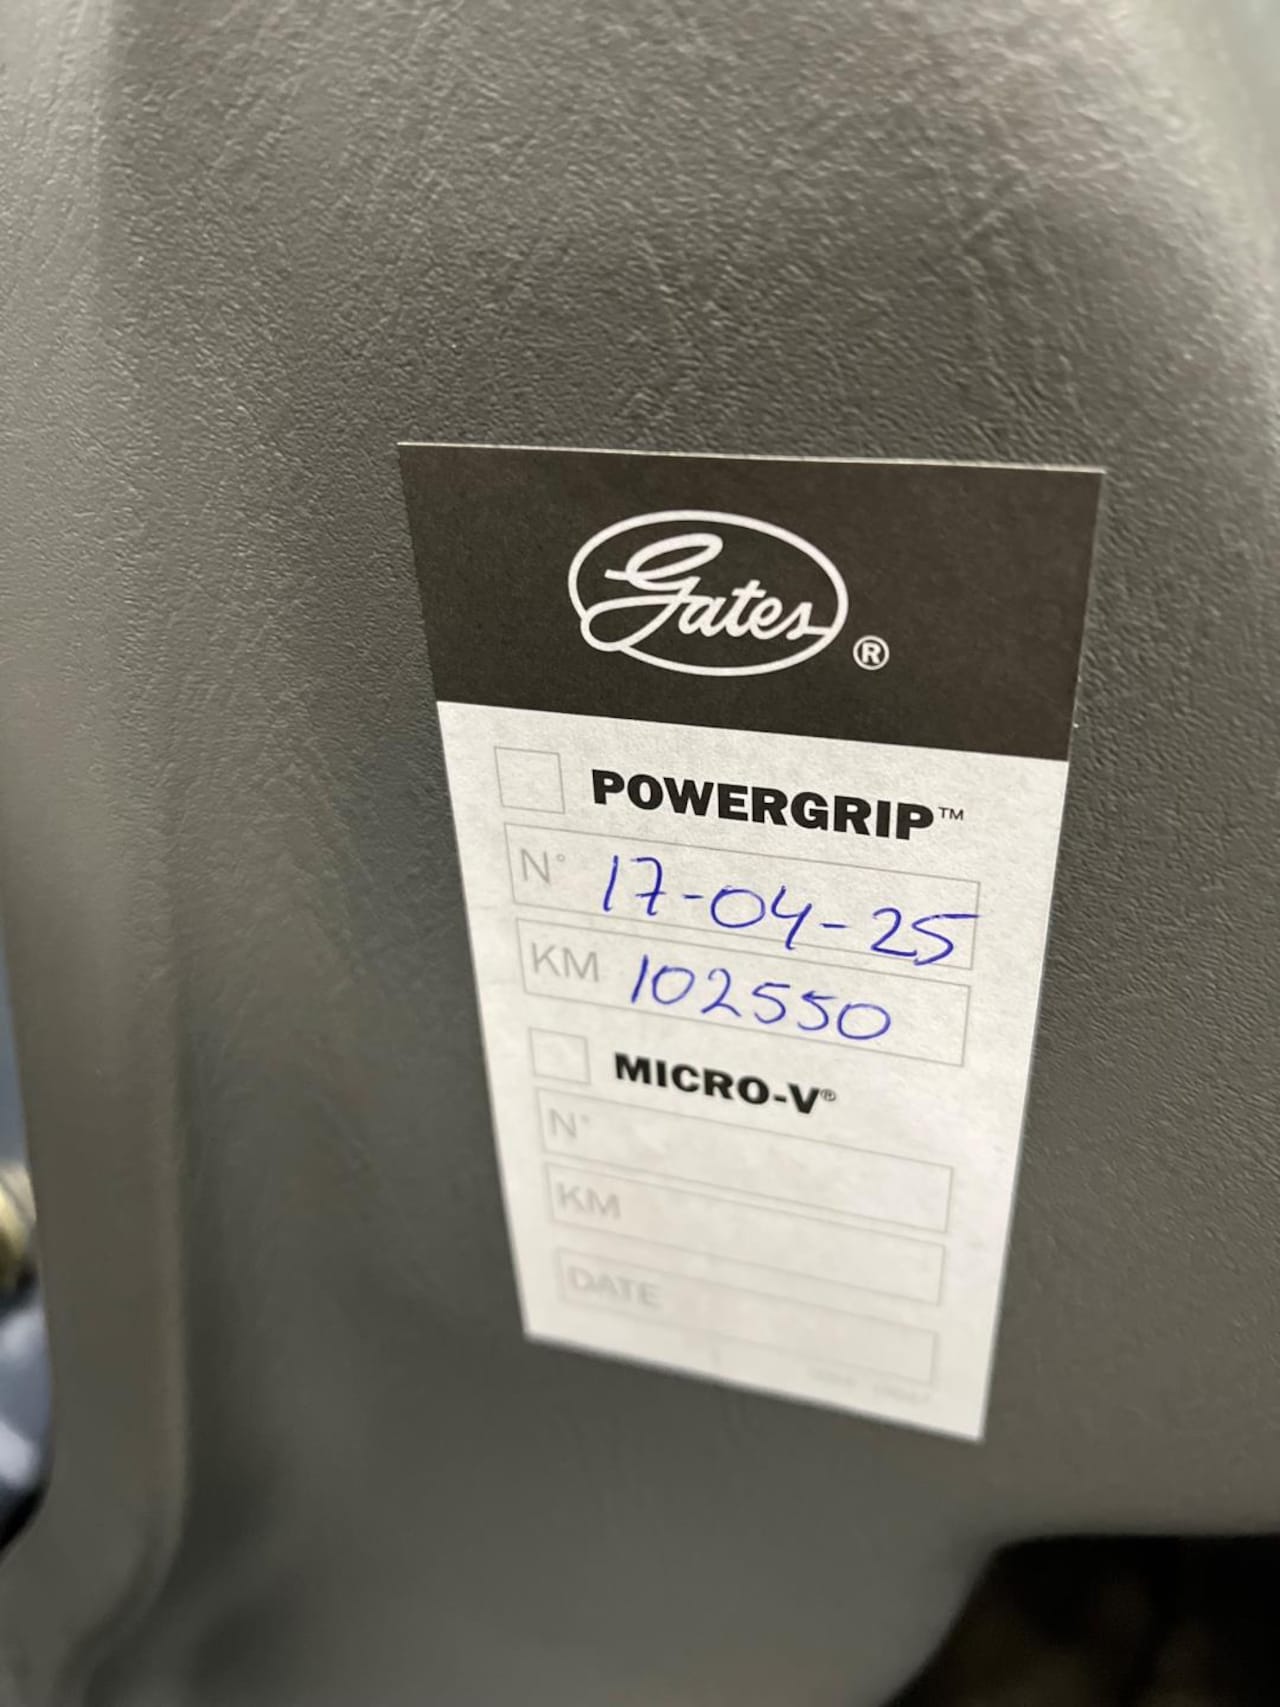 Gates®
POWERGRIP™
N° 17-04-25
KM 102550
MICRO-V®
N°
KM
DATE